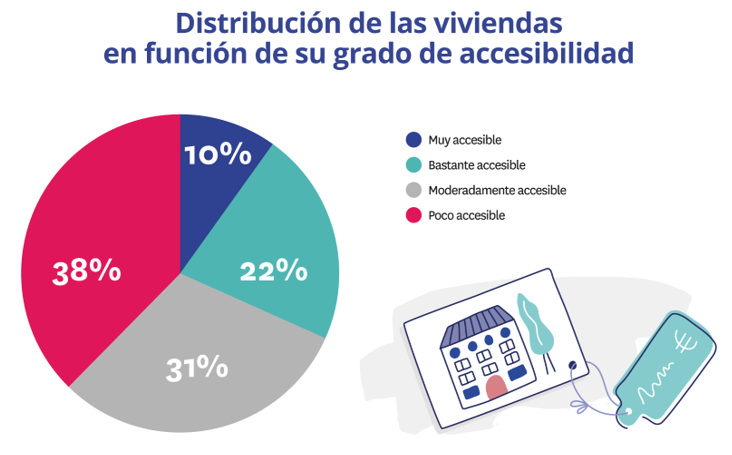 Distribución de las viviendas
en función de su grado de accesibilidad
10%
22%
31%
38%
Muy accesible
Bastante accesible
Moderadamente accesible
Poco accesible
€